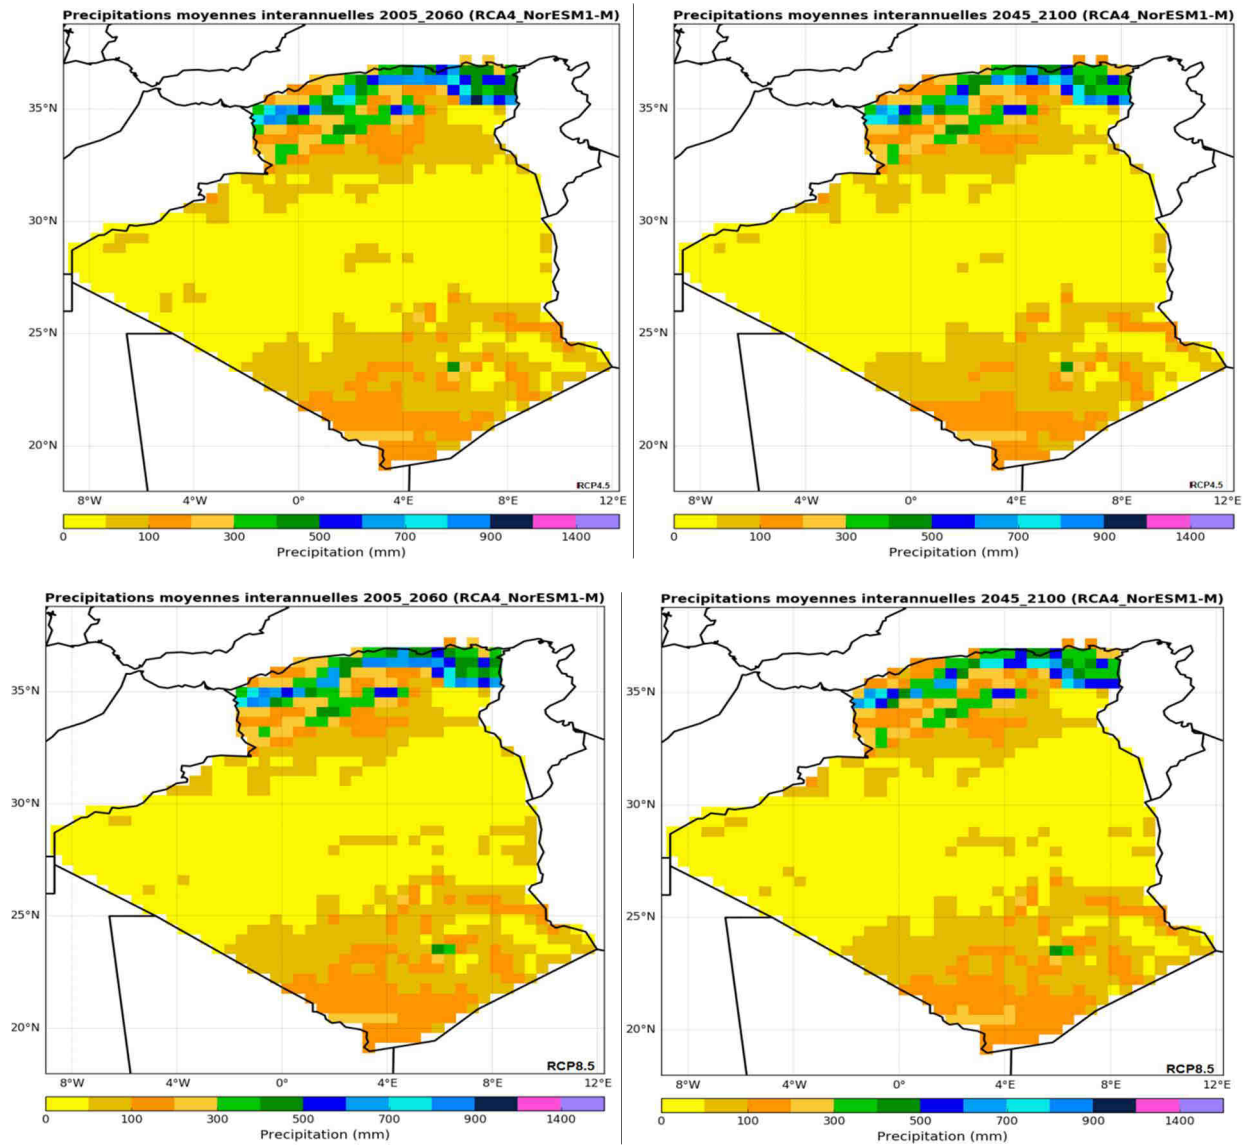 Precipitations moyennes interannuelles 2005_2060 (RCA4_NorESM1-M)
35°N
30°N
25°N
20°N
RCP4.5
8°W 4°W 0° 4°E 8°E 12°E
0 100 300 500 700 900 1400
Precipitation (mm)
Precipitations moyennes interannuelles 2045_2100 (RCA4_NorESM1-M)
35°N
30°N
25°N
20°N
RCP4.5
8°W 4°W 0° 4°E 8°E 12°E
0 100 300 500 700 900 1400
Precipitation (mm)
Precipitations moyennes interannuelles 2005_2060 (RCA4_NorESM1-M)
35°N
30°N
25°N
20°N
RCP8.5
8°W 4°W 0° 4°E 8°E 12°E
0 100 300 500 700 900 1400
Precipitation (mm)
Precipitations moyennes interannuelles 2045_2100 (RCA4_NorESM1-M)
35°N
30°N
25°N
20°N
RCP8.5
8°W 4°W 0° 4°E 8°E 12°E
0 100 300 500 700 900 1400
Precipitation (mm)